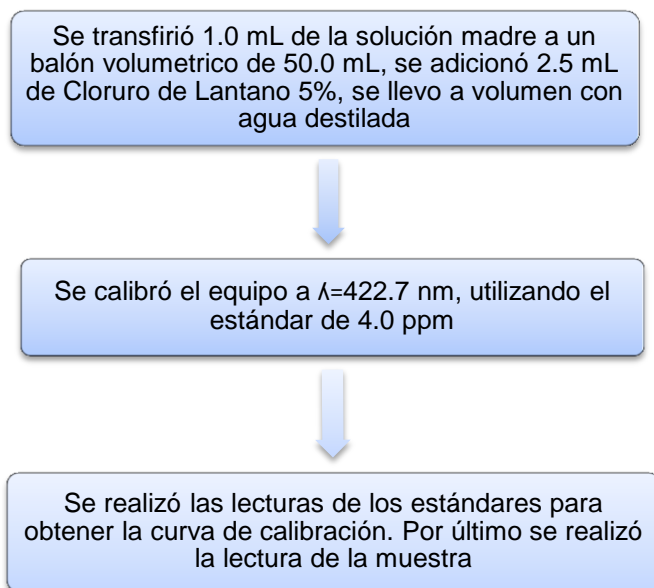 Se transfirió 1.0 mL de la solución madre a un
balón volumetrico de 50.0 mL, se adicionó 2.5 mL
de Cloruro de Lantano 5%, se llevo a volumen con
agua destilada
Se calibró el equipo a ʎ=422.7 nm, utilizando el
estándar de 4.0 ppm
Se realizó las lecturas de los estándares para
obtener la curva de calibración. Por último se realizó
la lectura de la muestra